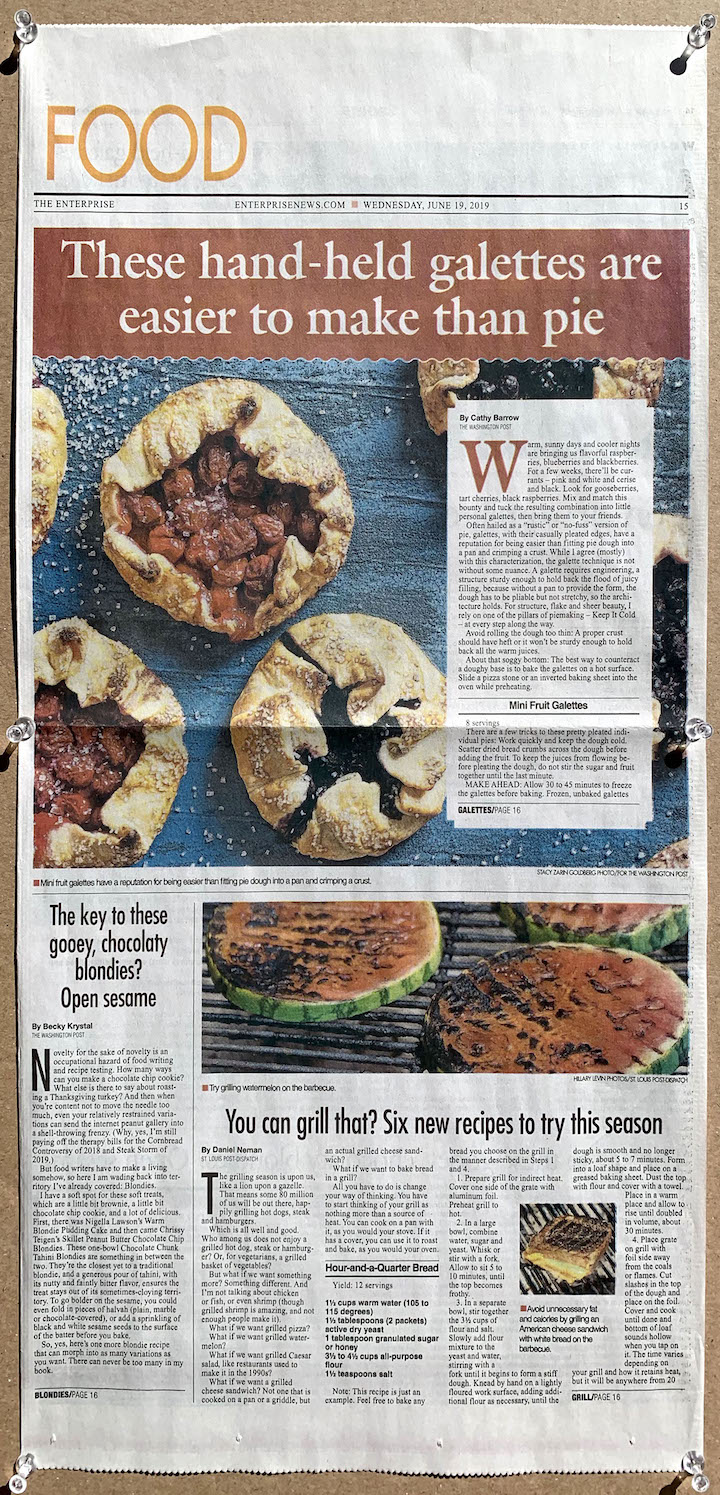 FOOD
THE ENTERPRISE
ENTERPRISENEWS.COM ■ WEDNESDAY, JUNE 19, 2019
15
These hand-held galettes are
easier to make than pie
By Cathy Barrow
THE WASHINGTON POST
Warm, sunny days and cooler nights
are bringing us flavorful raspber-
ries, blueberries and blackberries.
For a few weeks, there'll be cur-
rants – pink and white and cerise
and black. Look for gooseberries,
tart cherries, black raspberries. Mix and match this
bounty and tuck the resulting combination into little
personal galettes, then bring them to your friends.
Often hailed as a "rustic" or "no-fuss" version of
pie, galettes, with their casually pleated edges, have a
reputation for being easier than fitting pie dough into
a pan and crimping a crust. While I agree (mostly)
with this characterization, the galette technique is not
without some nuance. A galette requires engineering, a
structure sturdy enough to hold back the flood of juicy
filling, because without a pan to provide the form, the
dough has to be pliable but not stretchy, so the archi-
tecture holds. For structure, flake and sheer beauty, I
rely on one of the pillars of piemaking – Keep It Cold
– at every step along the way.
Avoid rolling the dough too thin: A proper crust
should have heft or it won't be sturdy enough to hold
back all the warm juices.
About that soggy bottom: The best way to counteract
a doughy base is to bake the galettes on a hot surface.
Slide a pizza stone or an inverted baking sheet into the
oven while preheating.
Mini Fruit Galettes
8 servings
There are a few tricks to these pretty pleated indi-
vidual pies: Work quickly and keep the dough cold.
Scatter dried bread crumbs across the dough before
adding the fruit. To keep the juices from flowing be-
fore pleating the dough, do not stir the sugar and fruit
together until the last minute.
MAKE AHEAD: Allow 30 to 45 minutes to freeze
the galettes before baking. Frozen, unbaked galettes
GALETTES/PAGE 16
STACY ZARIN GOLDBERG PHOTO/FOR THE WASHINGTON POST
■ Mini fruit galettes have a reputation for being easier than fitting pie dough into a pan and crimping a crust.
The key to these
gooey, chocolaty
blondies?
Open sesame
By Becky Krystal
THE WASHINGTON POST
Novelty for the sake of novelty is an
occupational hazard of food writing
and recipe testing. How many ways
can you make a chocolate chip cookie?
What else is there to say about roast-
ing a Thanksgiving turkey? And then when
you're content not to move the needle too
much, even your relatively restrained varia-
tions can send the internet peanut gallery into
a shell-throwing frenzy. (Why, yes, I'm still
paying off the therapy bills for the Cornbread
Controversy of 2018 and Steak Storm of
2019.)
But food writers have to make a living
somehow, so here I am wading back into ter-
ritory I've already covered: Blondies.
I have a soft spot for these soft treats,
which are a little bit brownie, a little bit
chocolate chip cookie, and a lot of delicious.
First, there was Nigella Lawson's Warm
Blondie Pudding Cake and then came Chrissy
Teigen's Skillet Peanut Butter Chocolate Chip
Blondies. These one-bowl Chocolate Chunk
Tahini Blondies are something in between the
two. They're the closest yet to a traditional
blondie, and a generous pour of tahini, with
its nutty and faintly bitter flavor, ensures the
treat stays out of its sometimes-cloying terri-
tory. To go bolder on the sesame, you could
even fold in pieces of halvah (plain, marble
or chocolate-covered), or add a sprinkling of
black and white sesame seeds to the surface
of the batter before you bake.
So, yes, here's one more blondie recipe
that can morph into as many variations as
you want. There can never be too many in my
book.
BLONDIES/PAGE 16
HILLARY LEVIN PHOTOS/ST. LOUIS POST-DISPATCH
■ Try grilling watermelon on the barbecue.
You can grill that? Six new recipes to try this season
By Daniel Neman
ST. LOUIS POST-DISPATCH
The grilling season is upon us,
like a lion upon a gazelle.
That means some 80 million
of us will be out there, hap-
pily grilling hot dogs, steak
and hamburgers.
Which is all well and good.
Who among us does not enjoy a
grilled hot dog, steak or hamburg-
er? Or, for vegetarians, a grilled
basket of vegetables?
But what if we want something
more? Something different. And
I'm not talking about chicken
or fish, or even shrimp (though
grilled shrimp is amazing, and not
enough people make it).
What if we grilled pizza?
What if we grilled water-
melon?
What if we grilled Caesar
salad, like restaurants used to
make it in the 1990s?
What if we want a grilled
cheese sandwich? Not one that is
cooked on a pan or a griddle, but
an actual grilled cheese sand-
wich?
What if we want to bake bread
in a grill?
All you have to do is change
your way of thinking. You have
to start thinking of your grill as
nothing more than a source of
heat. You can cook on a pan with
it, as you would your stove. If it
has a cover, you can use it to roast
and bake, as you would your oven.
Hour-and-a-Quarter Bread
Yield: 12 servings
1½ cups warm water (105 to
115 degrees)
1½ tablespoons (2 packets)
active dry yeast
1 tablespoon granulated sugar
or honey
3½ to 4½ cups all-purpose
flour
1½ teaspoons salt
Note: This recipe is just an
example. Feel free to bake any
bread you choose on the grill in
the manner described in Steps 1
and 4.
1. Prepare grill for indirect heat.
Cover one side of the grate with
aluminum foil.
Preheat grill to
hot.
2. In a large
bowl, combine
water, sugar and
yeast. Whisk or
stir with a fork.
Allow to sit 5 to
10 minutes, until
the top becomes
frothy.
3. In a separate
bowl, stir together
the 3½ cups of
flour and salt.
Slowly add flour
mixture to the
yeast and water,
stirring with a
fork until it begins to form a stiff
dough. Knead by hand on a lightly
floured work surface, adding addi-
tional flour as necessary, until the
dough is smooth and no longer
sticky, about 5 to 7 minutes. Form
into a loaf shape and place on a
greased baking sheet. Dust the top
with flour and cover with a towel.
Place in a warm
place and allow to
rise until doubled
in volume, about
30 minutes.
4. Place grate
on grill with
foil side away
from the coals
or flames. Cut
slashes in the top
of the dough and
place on the foil.
Cover and cook
until done and
bottom of loaf
sounds hollow
when you tap on
it. The time varies
depending on
your grill and how it retains heat,
but it will be anywhere from 20
■ Avoid unnecessary fat
and calories by grilling an
American cheese sandwich
with white bread on the
barbecue.
GRILL/PAGE 16